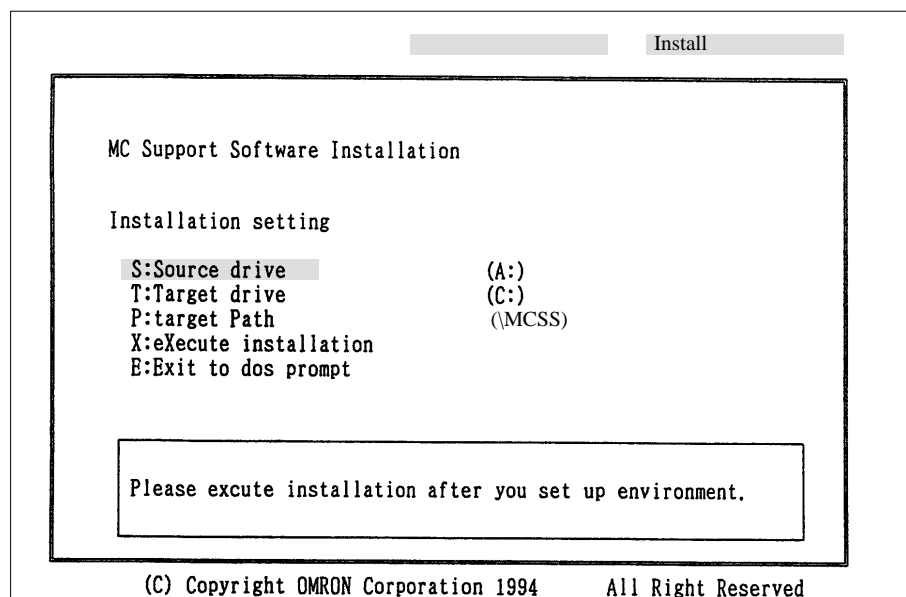 Install
MC Support Software Installation
Installation setting
S:Source drive (A:)
T:Target drive (C:)
P:target Path (\MCSS)
X:eXecute installation
E:Exit to dos prompt
Please excute installation after you set up environment.
(C) Copyright OMRON Corporation 1994 All Right Reserved